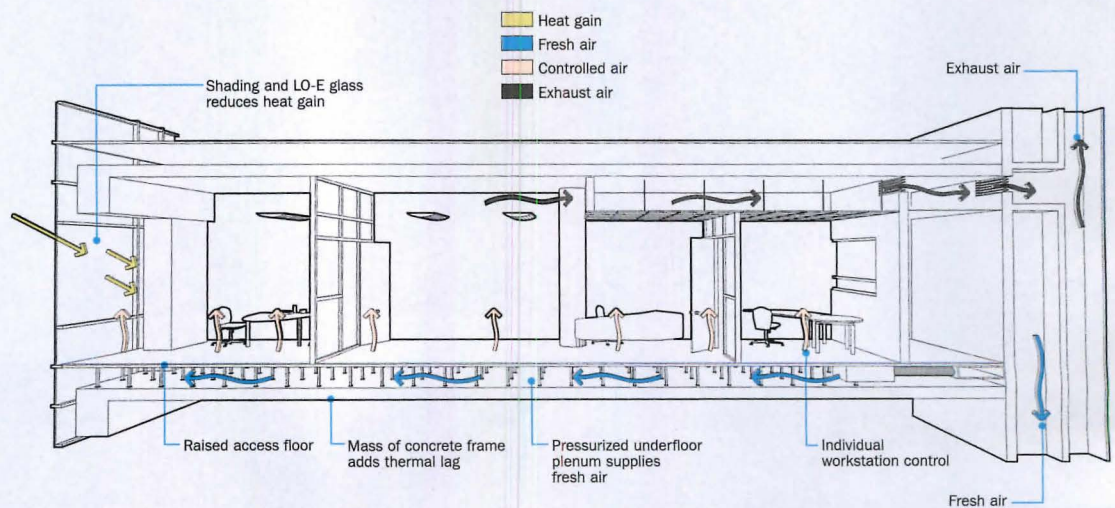 Heat gain
Fresh air
Controlled air
Exhaust air
Shading and LO-E glass
reduces heat gain
Exhaust air
Raised access floor
Mass of concrete frame
adds thermal lag
Pressurized underfloor
plenum supplies
fresh air
Individual
workstation control
Fresh air